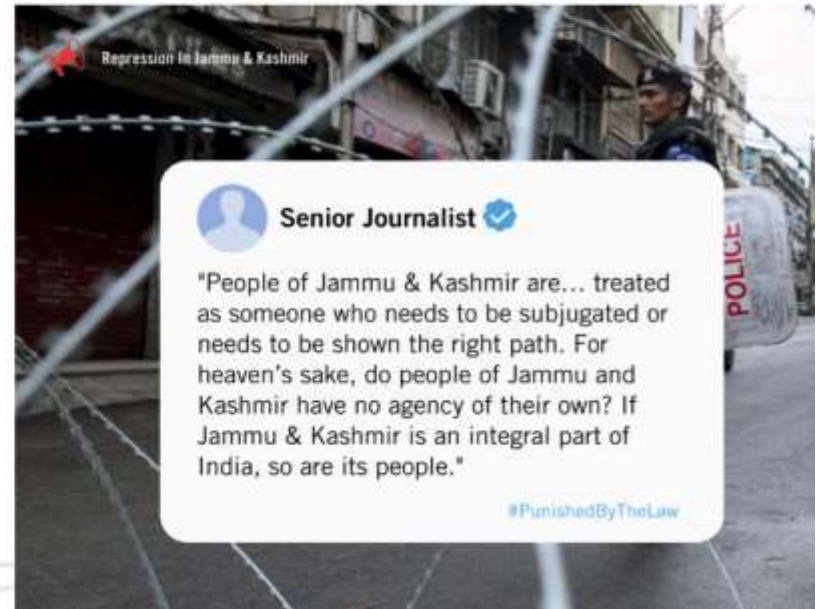 Repression In Jammu & Kashmir
Senior Journalist
"People of Jammu & Kashmir are... treated
as someone who needs to be subjugated or
needs to be shown the right path. For
heaven's sake, do people of Jammu and
Kashmir have no agency of their own? If
Jammu & Kashmir is an integral part of
India, so are its people."
#PunishedByTheLaw
POLICE